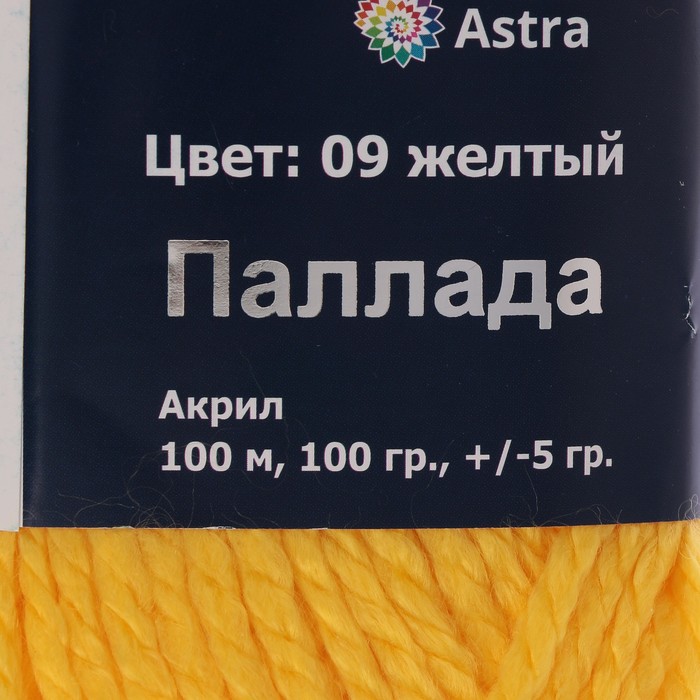 Astra
Цвет: 09 желтый
Паллада
Акрил
100 м, 100 гр., +/-5 гр.